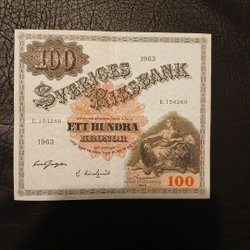 100
1963
SVERIGES RIKSBANK
E 154260
ETT HUNDRA
KRONOR
E 154260
1963
100